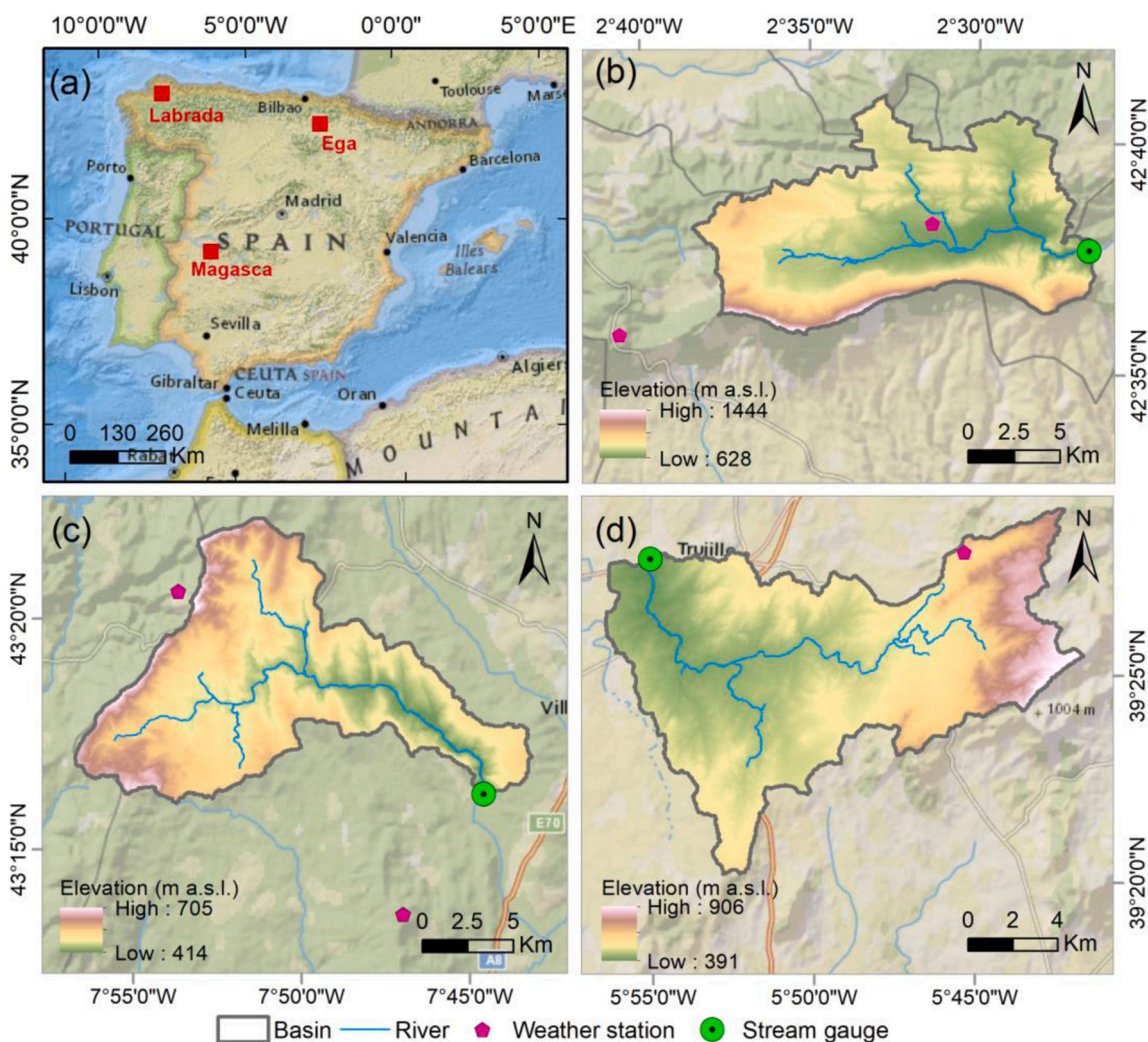 10°0'0"W
5°0'0"W
0°0'0"
5°0'0"E
2°40'0"W
2°35'0"W
2°30'0"W
(a)
Labrada
Bilbao
Ega
Toulouse
Mars
ANDORRA
Porto
Barcelona
Madrid
PORTUGAL
SPAIN
Valencia
Illes
Balears
Magasca
Lisbon
Sevilla
Gibraltar
CEUTA SPAIN
Ceuta
Oran
Algiers
Melilla
MOUNTAI
Rabat
0 130 260
Km
40°0'0"N
35°0'0"N
(b)
N
42°40'0"N
42°35'0"N
Elevation (m a.s.l.)
High : 1444
Low : 628
0 2.5 5
Km
(c)
N
43°20'0"N
43°15'0"N
Vill
E70
A8
Elevation (m a.s.l.)
High : 705
Low : 414
0 2.5 5
Km
(d)
Trujillo
N
1004 m
39°25'0"N
39°20'0"N
Elevation (m a.s.l.)
High : 906
Low : 391
0 2 4
Km
7°55'0"W
7°50'0"W
7°45'0"W
5°55'0"W
5°50'0"W
5°45'0"W
Basin
River
Weather station
Stream gauge